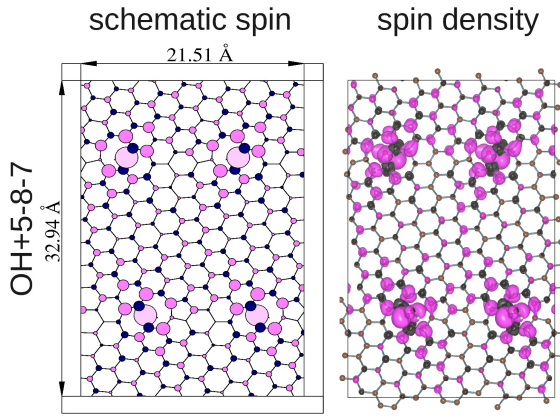 schematic spin
spin density
21.51 Å
32.94 Å
OH+5-8-7